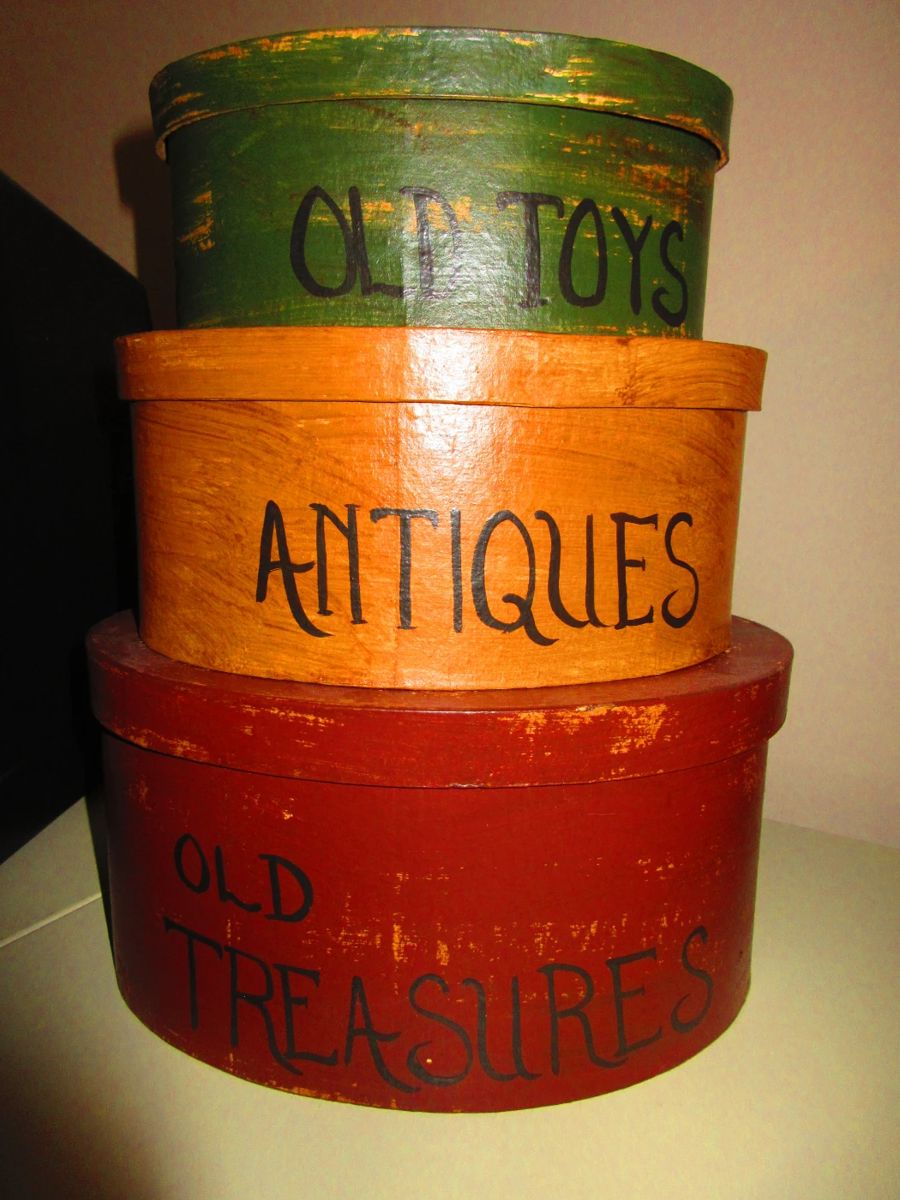 OLD TOYS
ANTIQUES
OLD
TREASURES